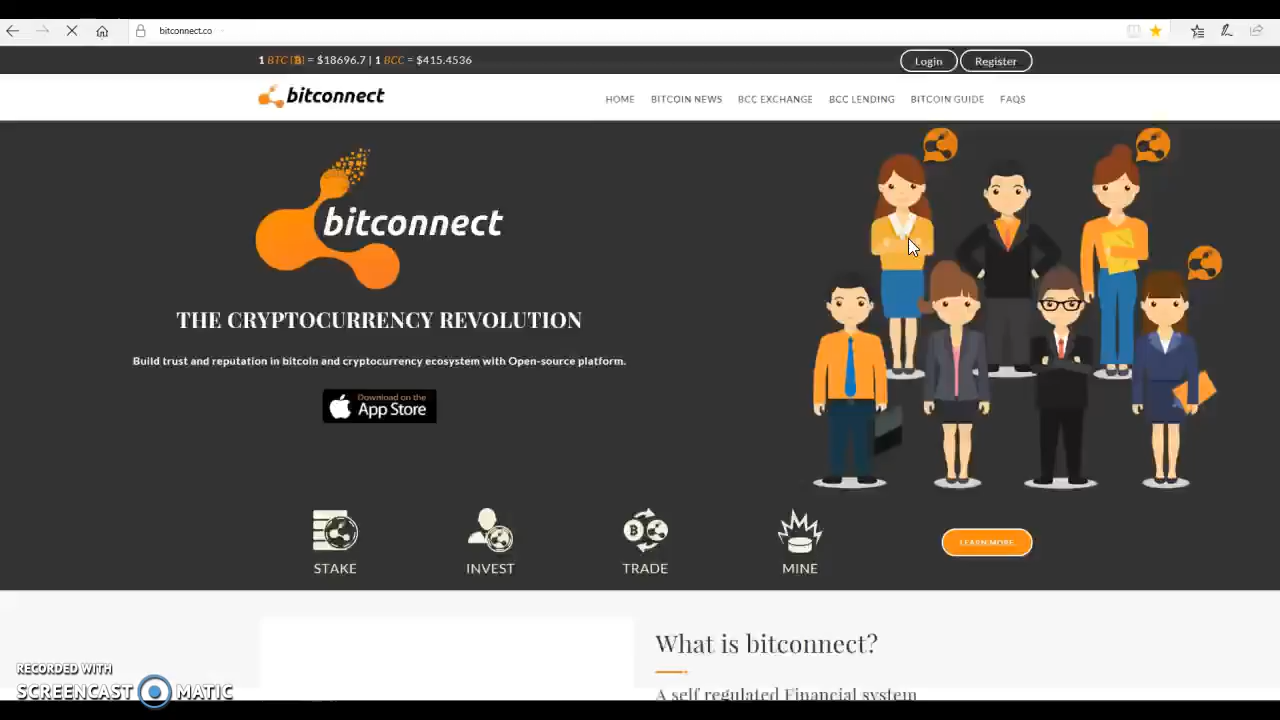 bitconnect.co
1 BTC [B] = $18696.7 | 1 BCC = $415.4536
Login
Register
bitconnect
HOME
BITCOIN NEWS
BCC EXCHANGE
BCC LENDING
BITCOIN GUIDE
FAQS
bitconnect
THE CRYPTOCURRENCY REVOLUTION
Build trust and reputation in bitcoin and cryptocurrency ecosystem with Open-source platform.
Download on the
App Store
STAKE
INVEST
TRADE
MINE
LEARN MORE
What is bitconnect?
A self regulated Financial system
RECORDED WITH
SCREENCAST MATIC